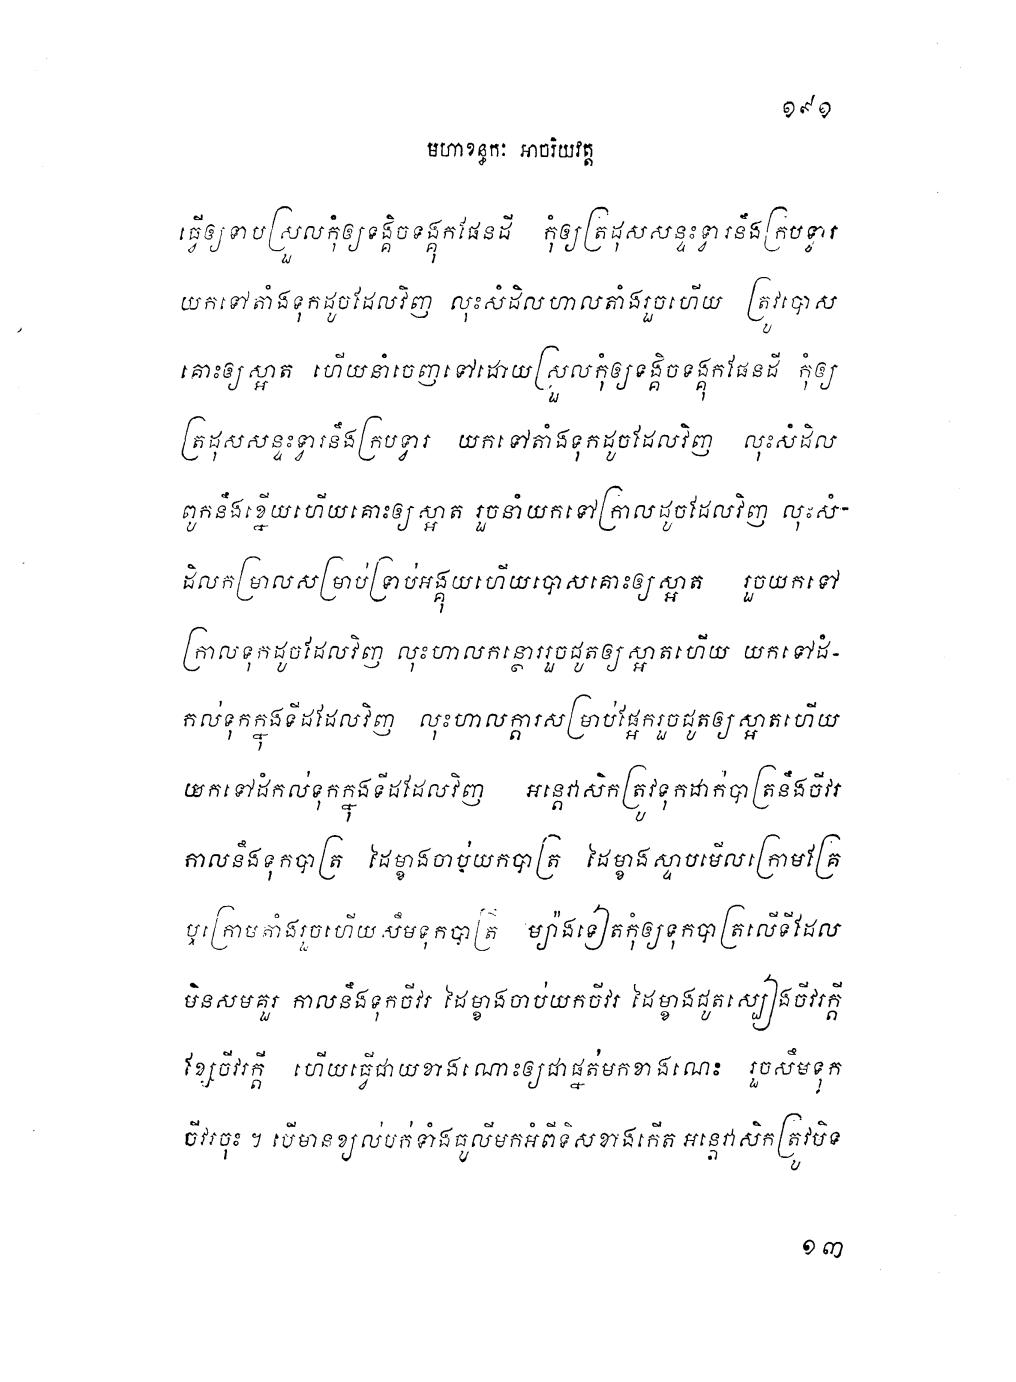 ១៩១
មហាខន្ធកៈ អាចរិយវត្ត
ធ្វើឲ្យទាបស្រួលកុំឲ្យទង្គិចទង្គុកផែនដី កុំឲ្យត្រដុសសន្ទះទ្វារនឹងក្របទ្វារ
យកទៅតាំងទុកដូចដែលវិញ លុះសំដិលហាលតាំងរួចហើយ ត្រូវបោស
គោះឲ្យស្អាត ហើយនាំចេញទៅដោយស្រួលកុំឲ្យទង្គិចទង្គុកផែនដី កុំឲ្យ
ត្រដុសសន្ទះទ្វារនឹងក្របទ្វារ យកទៅតាំងទុកដូចដែលវិញ លុះសំដិល
ពូកនឹងខ្នើយហើយគោះឲ្យស្អាត រួចនាំយកទៅក្រាលដូចដែលវិញ លុះសំ-
ដិលកម្រាលសម្រាប់ទ្រាប់អង្គុយហើយបោសគោះឲ្យស្អាត រួចយកទៅ
ក្រាលទុកដូចដែលវិញ លុះហាលកន្ថោររួចជូតឲ្យស្អាតហើយ យកទៅដំ-
កល់ទុកក្នុងទីដដែលវិញ លុះហាលក្តារសម្រាប់ផ្អែករួចជូតឲ្យស្អាតហើយ
យកទៅដំកល់ទុកក្នុងទីដដែលវិញ អន្តេវាសិកត្រូវទុកដាក់បាត្រនឹងចីវរ
កាលនឹងទុកបាត្រ ដៃម្ខាងចាប់យកបាត្រ ដៃម្ខាងស្ទាបមើលក្រោមគ្រែ
ឬក្រោមតាំងរួចហើយសឹមទុកបាត្រ ម្យ៉ាងទៀតកុំឲ្យទុកបាត្រលើទីដែល
មិនសមគួរ កាលនឹងទុកចីវរ ដៃម្ខាងចាប់យកចីវរ ដៃម្ខាងជូតស្បៀងចីវរក្តី
ខ្សែចីវរក្តី ហើយធ្វើជាយខាងណោះឲ្យជាផ្នត់មកខាងណេះ រួចសឹមទុក
ចីវរចុះ ។ បើមានខ្យល់បក់ទាំងធូលីមកអំពីទិសខាងកើត អន្តេវាសិកត្រូវបិទ
១៣